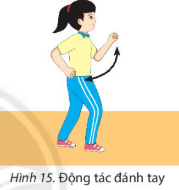 Hình 15. Động tác đánh tay